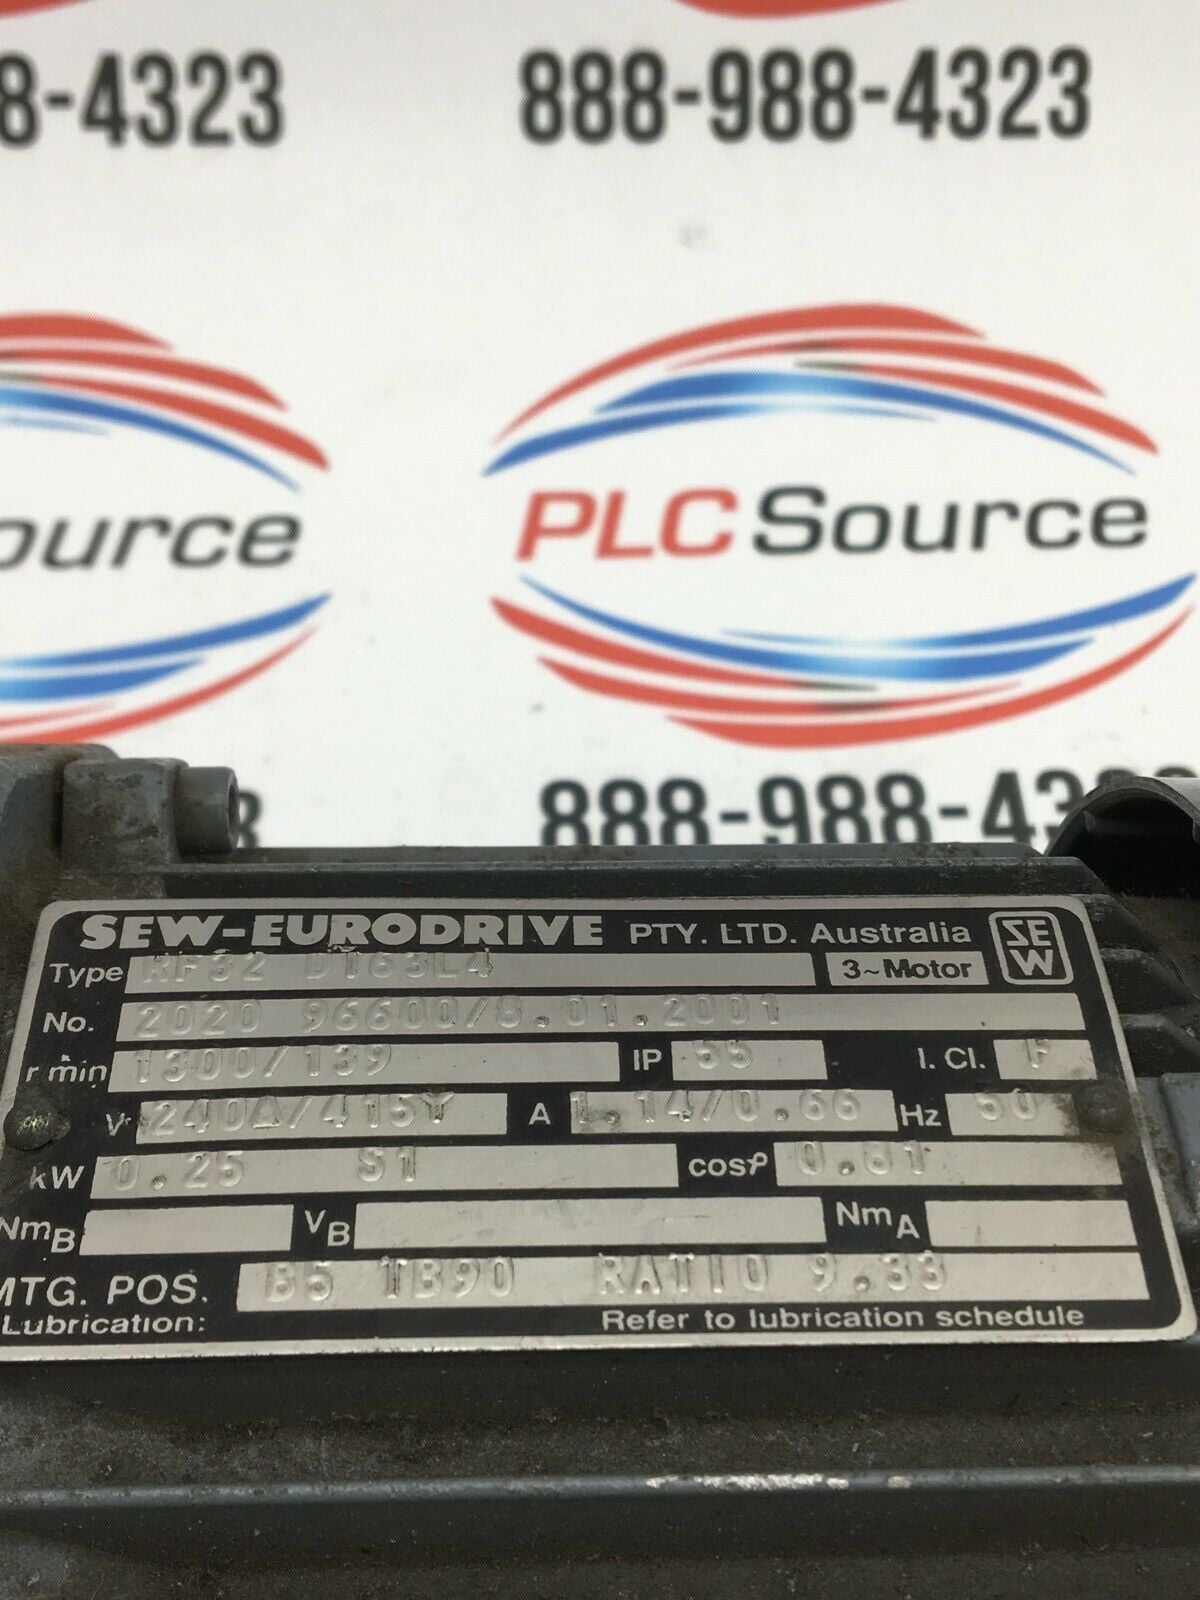 8-4323 888-988-4323
ource PLC Source
8 888-988-43
SEW-EURODRIVE PTY. LTD. Australia SEW
Type RF32 DT63L4 3~Motor
No. 2020 96600/8.01.2001
r min 1300/139 IP 55 I. Cl. F
V 240Δ/415Y A 1.14/0.66 Hz 50
kW 0.25 S1 cosφ 0.81
NmB VB NmA
MTG. POS. B5 TB90 RATIO 9.33
Lubrication: Refer to lubrication schedule